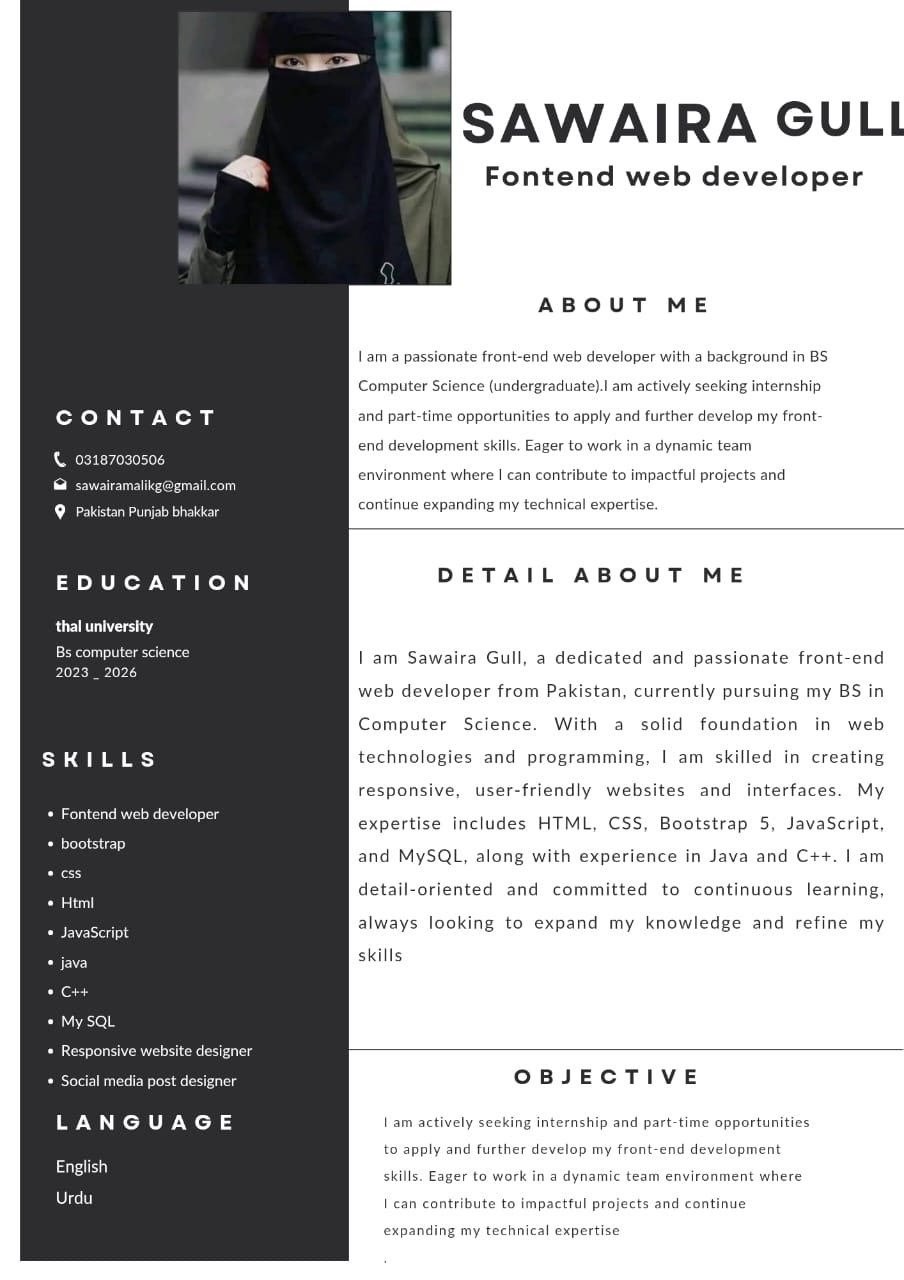 SAWAIRA GULL
Fontend web developer
ABOUT ME
I am a passionate front-end web developer with a background in BS
Computer Science (undergraduate).I am actively seeking internship
and part-time opportunities to apply and further develop my front-
end development skills. Eager to work in a dynamic team
environment where I can contribute to impactful projects and
continue expanding my technical expertise.
CONTACT
03187030506
sawairamalikg@gmail.com
Pakistan Punjab bhakkar
EDUCATION
thal university
Bs computer science
2023 _ 2026
SKILLS
• Fontend web developer
• bootstrap
• css
• Html
• JavaScript
• java
• C++
• My SQL
• Responsive website designer
• Social media post designer
LANGUAGE
English
Urdu
DETAIL ABOUT ME
I am Sawaira Gull, a dedicated and passionate front-end
web developer from Pakistan, currently pursuing my BS in
Computer Science. With a solid foundation in web
technologies and programming, I am skilled in creating
responsive, user-friendly websites and interfaces. My
expertise includes HTML, CSS, Bootstrap 5, JavaScript,
and MySQL, along with experience in Java and C++. I am
detail-oriented and committed to continuous learning,
always looking to expand my knowledge and refine my
skills
OBJECTIVE
I am actively seeking internship and part-time opportunities
to apply and further develop my front-end development
skills. Eager to work in a dynamic team environment where
I can contribute to impactful projects and continue
expanding my technical expertise
.